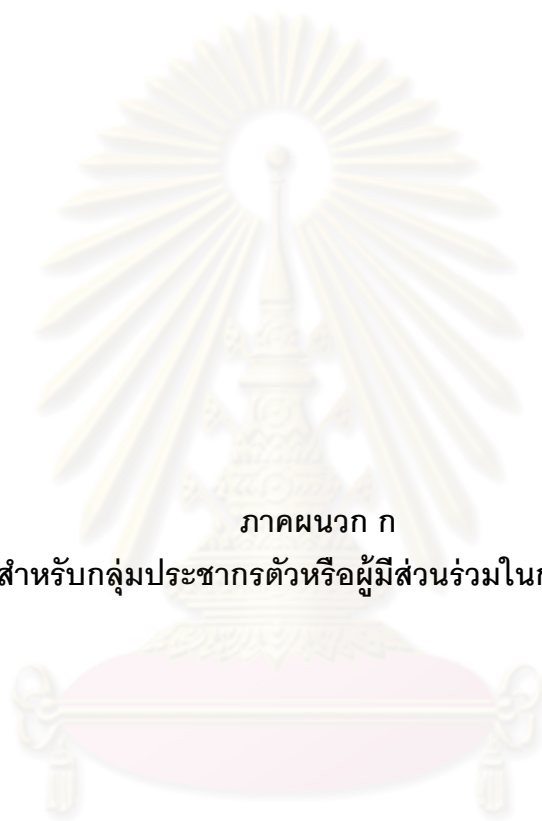 ภาคผนวก ก
สำหรับกลุ่มประชากรตัวหรือผู้มีส่วนร่วมใน